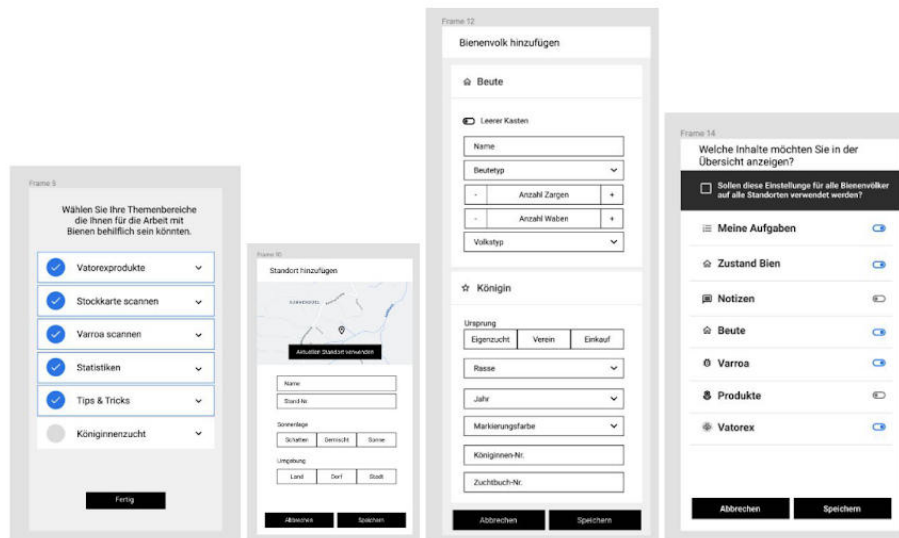 Frame 12
Bienenvolk hinzufügen
Beute
Leerer Kasten
Name
Beutetyp
- Anzahl Zargen +
- Anzahl Waben +
Volkstyp
Königin
Ursprung
Eigenzucht Verein Einkauf
Rasse
Jahr
Markierungsfarbe
Königinnen-Nr.
Zuchtbuch-Nr.
Abbrechen Speichern
Frame 14
Welche Inhalte möchten Sie in der
Übersicht anzeigen?
Sollen diese Einstellunge für alle Bienenvölker
auf alle Standorten verwendet werden?
Meine Aufgaben
Zustand Bien
Notizen
Beute
Varroa
Produkte
Vatorex
Abbrechen Speichern
Wählen Sie Ihre Themenbereiche
die Ihnen für die Arbeit mit
Bienen behilflich sein könnten.
Vatorexprodukte
Stockkarte scannen
Varroa scannen
Statistiken
Tips & Tricks
Königinnenzucht
Fertig
Frame 10
Standort hinzufügen
Aktuellen Standort verwenden
Name
Stand-Nr.
Sonnenlage
Schatten Gemischt Sonne
Umgebung
Land Dorf Stadt
Abbrechen Speichern